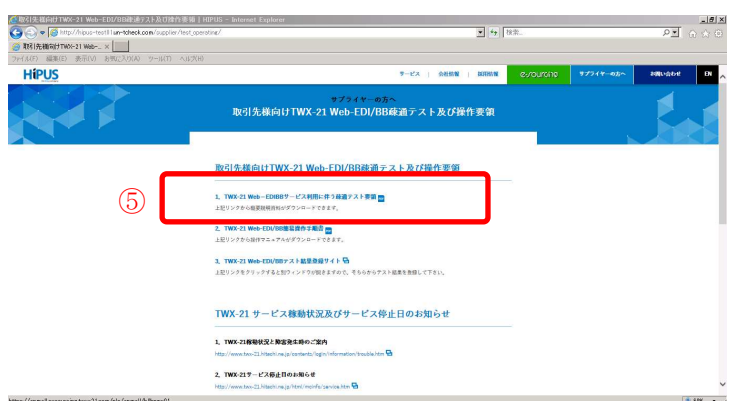 取引先様向けTWX-21 Web-EDI/BB疎通テスト及び操作要領 | HIPUS - Internet Explorer
取引先様向けTWX-21 Web-...
ファイル(F) 編集(E) 表示(V) お気に入り(A) ツール(T) ヘルプ(H)
検索...
HiPUS
サービス | 会社情報 | 採用情報 e-sourcing サプライヤーの方へ お問い合わせ EN
サプライヤーの方へ
取引先様向けTWX-21 Web-EDI/BB疎通テスト及び操作要領
取引先様向けTWX-21 Web-EDI/BB疎通テスト及び操作要領
⑤
1、TWX-21 Web-EDIBBサービス利用に伴う疎通テスト要領
上記リンクから概要説明資料がダウンロードできます。
2、TWX-21 Web-EDI/BB簡易操作手順書
上記リンクから操作マニュアルがダウンロードできます。
3、TWX-21 Web-EDI/BBテスト結果登録サイト
上記リンクをクリックすると別ウィンドウが開きますので、そちらからテスト結果を登録して下さい。
TWX-21 サービス稼動状況及びサービス停止日のお知らせ
1、TWX-21稼動状況と障害発生時のご案内
http://www.twx-21.hitachi.ne.jp/contents/login/information/trouble.htm
2、TWX-21サービス停止日のお知らせ
http://www.twx-21.hitachi.ne.jp/html/moinfo/service.htm